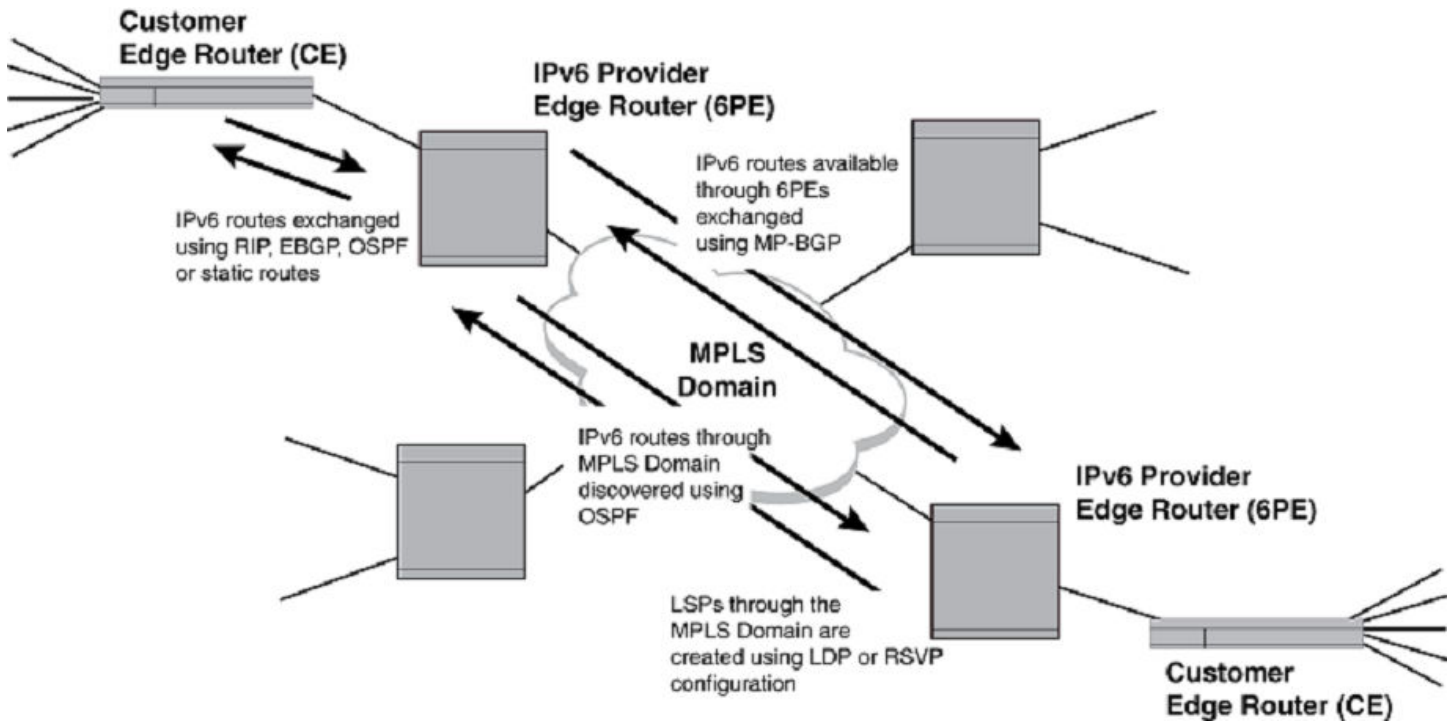 Customer
Edge Router (CE)
IPv6 Provider
Edge Router (6PE)
IPv6 routes available
through 6PEs
exchanged
using MP-BGP
IPv6 routes exchanged
using RIP, EBGP, OSPF
or static routes
MPLS
Domain
IPv6 routes through
MPLS Domain
discovered using
OSPF
IPv6 Provider
Edge Router (6PE)
LSPs through the
MPLS Domain are
created using LDP or RSVP
configuration
Customer
Edge Router (CE)